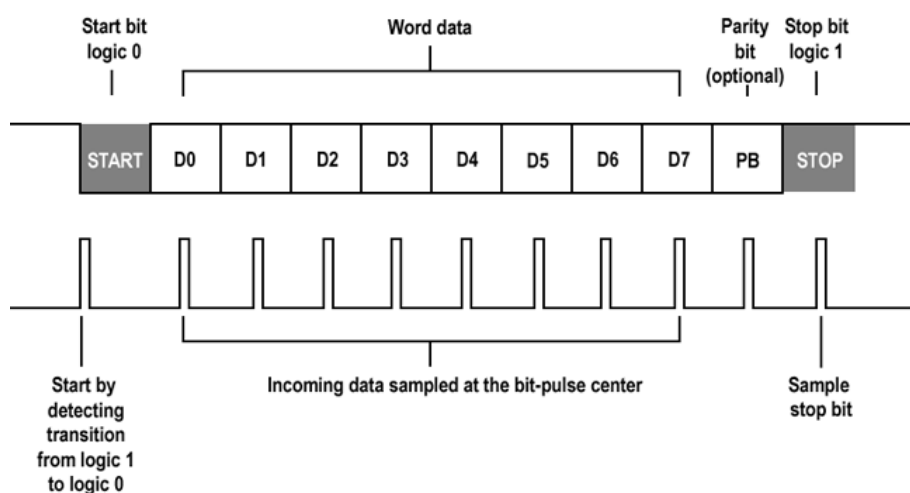 Start bit
logic 0
Word data
Parity
bit
(optional)
Stop bit
logic 1
START D0 D1 D2 D3 D4 D5 D6 D7 PB STOP
Start by
detecting
transition
from logic 1
to logic 0
Incoming data sampled at the bit-pulse center
Sample
stop bit